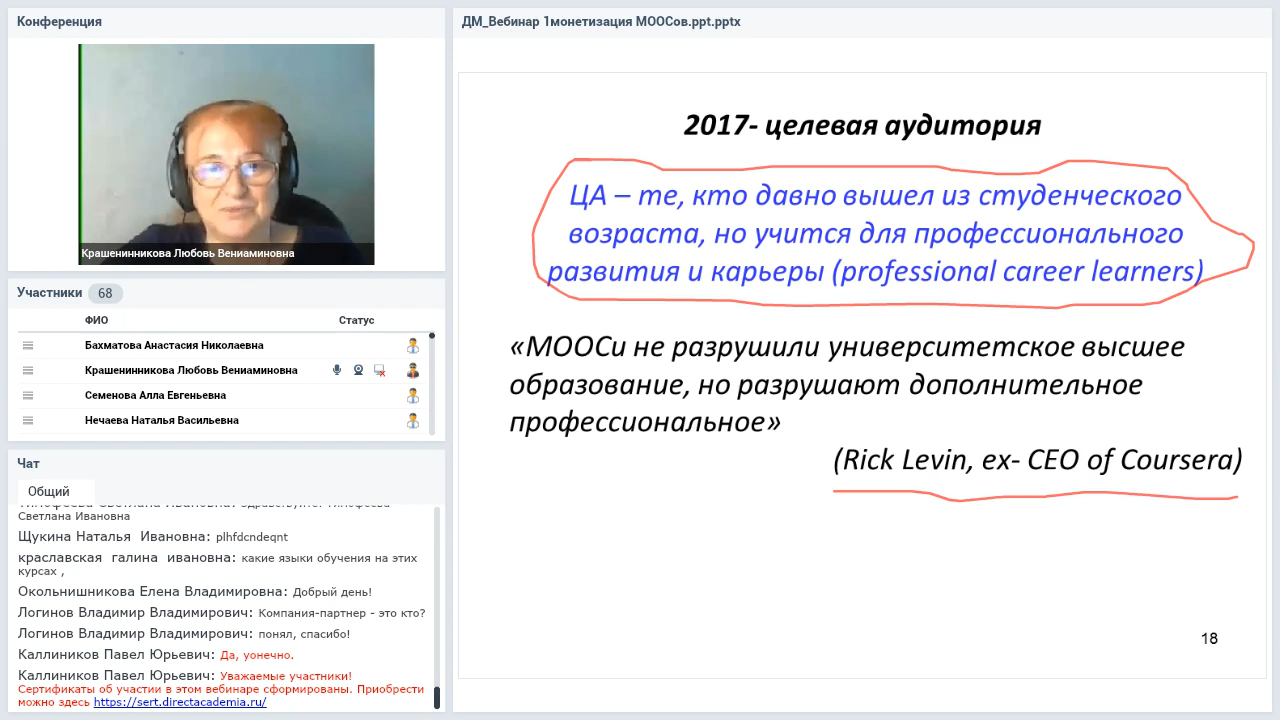 Конференция
Крашенинникова Любовь Вениаминовна
Участники 68
ФИО Статус
Бахматова Анастасия Николаевна
Крашенинникова Любовь Вениаминовна
Семенова Алла Евгеньевна
Нечаева Наталья Васильевна
Чат
Общий
Светлана Ивановна
Щукина Наталья Ивановна: plhfdcndeqnt
краславская галина ивановна: какие языки обучения на этих
курсах ,
Окольнишникова Елена Владимировна: Добрый день!
Логинов Владимир Владимирович: Компания-партнер - это кто?
Логинов Владимир Владимирович: понял, спасибо!
Каллиников Павел Юрьевич: Да, уонечно.
Каллиников Павел Юрьевич: Уважаемые участники!
Сертификаты об участии в этом вебинаре сформированы. Приобрести
можно здесь https://sert.directacademia.ru/
ДМ_Вебинар 1монетизация МООСов.ppt.pptx
2017- целевая аудитория
ЦА – те, кто давно вышел из студенческого
возраста, но учится для профессионального
развития и карьеры (professional career learners)
«МООСи не разрушили университетское высшее
образование, но разрушают дополнительное
профессиональное»
(Rick Levin, ex- CEO of Coursera)
18